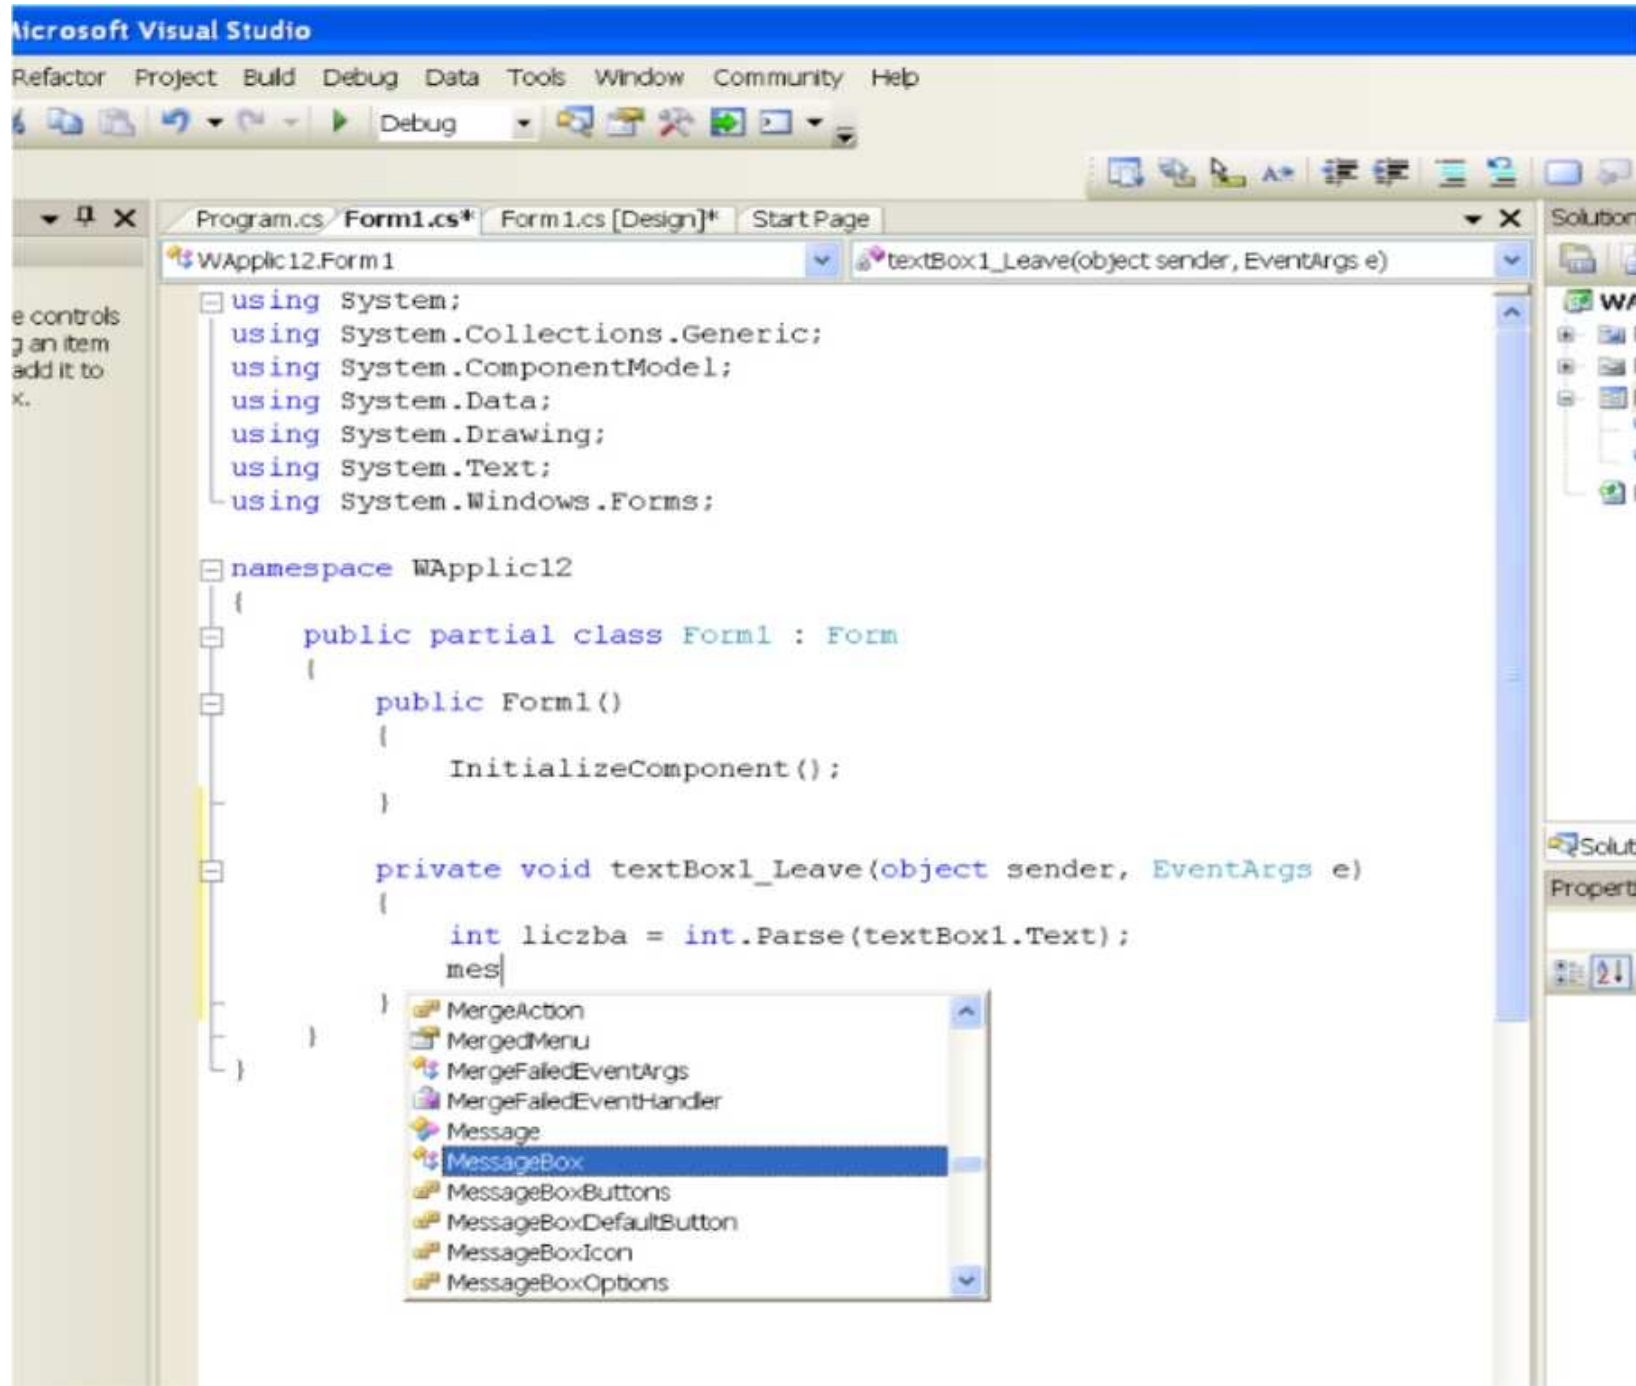 Microsoft Visual Studio
Refactor Project Build Debug Data Tools Window Community Help
Debug
Program.cs Form1.cs* Form1.cs [Design]* Start Page
WApplic12.Form1 textBox1_Leave(object sender, EventArgs e)
Solution
e controls
g an item
add it to
x.
WA
using System;
using System.Collections.Generic;
using System.ComponentModel;
using System.Data;
using System.Drawing;
using System.Text;
using System.Windows.Forms;
namespace WApplic12
{
public partial class Form1 : Form
{
public Form1()
{
InitializeComponent();
}
private void textBox1_Leave(object sender, EventArgs e)
{
int liczba = int.Parse(textBox1.Text);
mes
}
}
}
MergeAction
MergedMenu
MergeFailedEventArgs
MergeFailedEventHandler
Message
MessageBox
MessageBoxButtons
MessageBoxDefaultButton
MessageBoxIcon
MessageBoxOptions
Solut
Properti